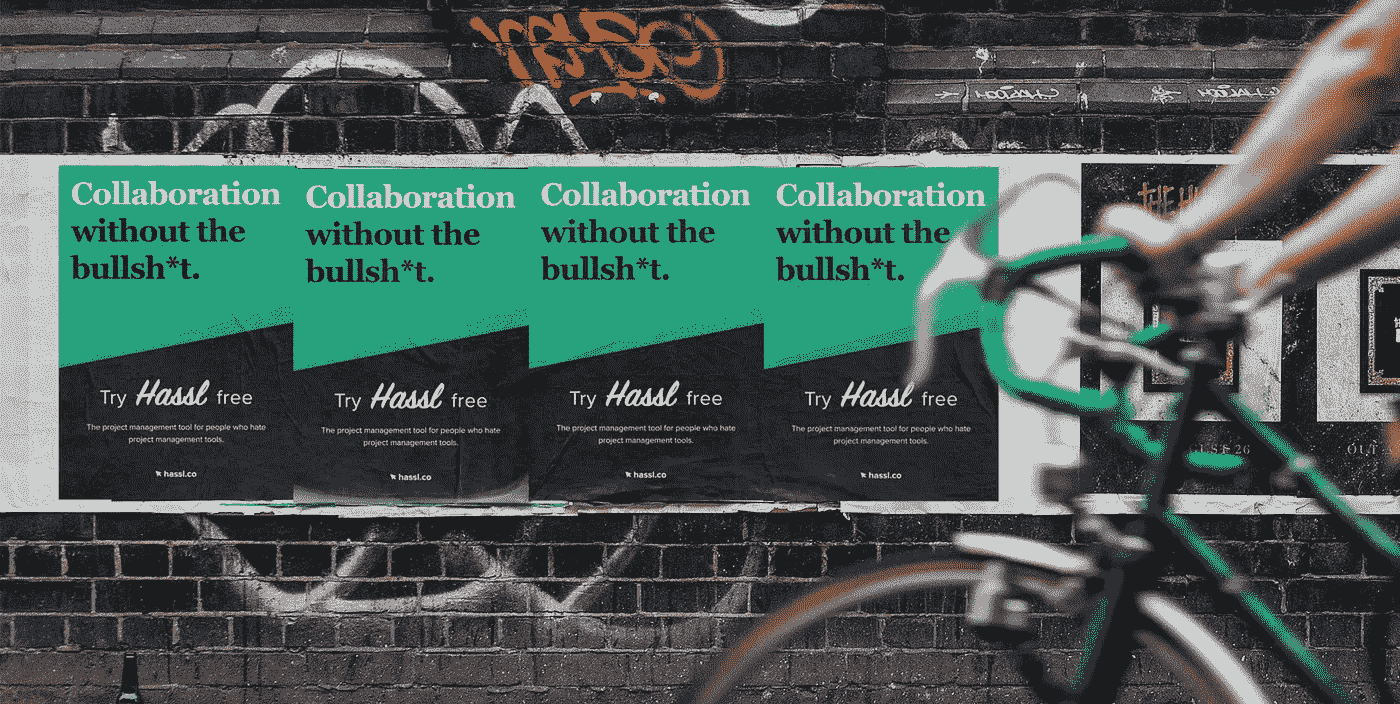 Collaboration
without the
bullsh*t.
Try Hassl free
The project management tool for people who hate
project management tools.
hassl.co
Collaboration
without the
bullsh*t.
Try Hassl free
The project management tool for people who hate
project management tools.
hassl.co
Collaboration
without the
bullsh*t.
Try Hassl free
The project management tool for people who hate
project management tools.
hassl.co
Collaboration
without the
bullsh*t.
Try Hassl free
The project management tool for people who hate
project management tools.
hassl.co
THE
26
OUT